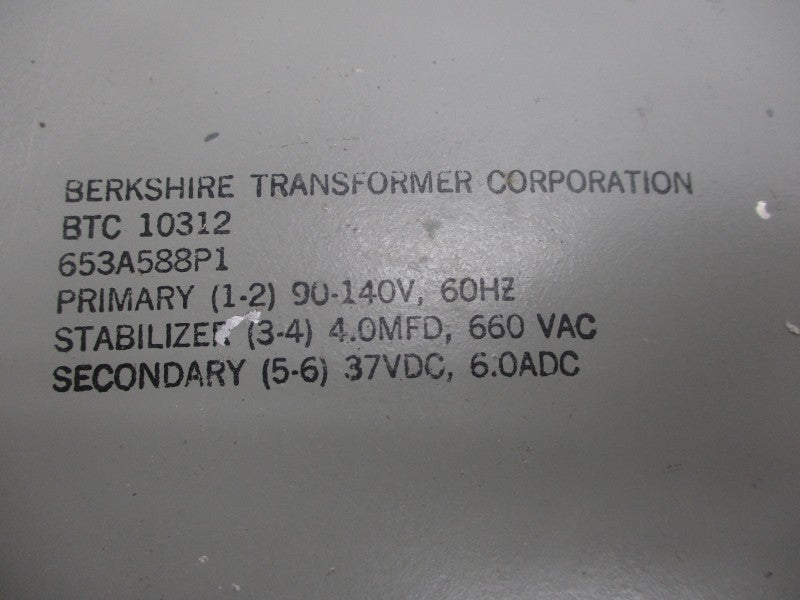 BERKSHIRE TRANSFORMER CORPORATION
BTC 10312
653A588P1
PRIMARY (1-2) 90-140V, 60HZ
STABILIZER (3-4) 4.0MFD, 660 VAC
SECONDARY (5-6) 37VDC, 6.0ADC